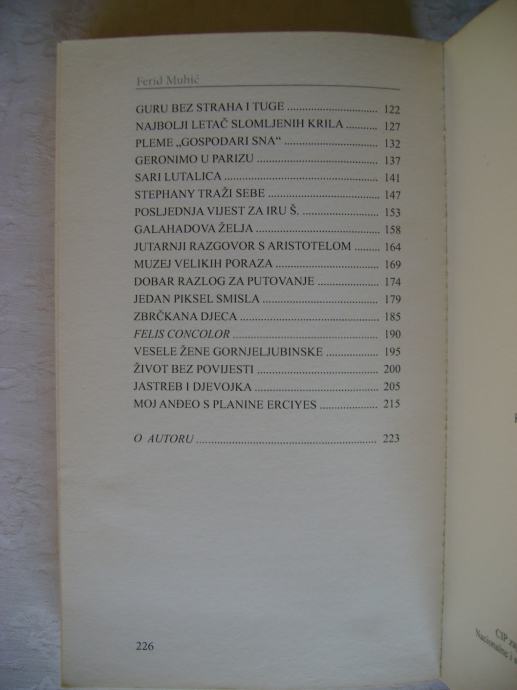 Ferid Muhić
GURU BEZ STRAHA I TUGE ............................... 122
NAJBOLJI LETAČ SLOMLJENIH KRILA ........... 127
PLEME „GOSPODARI SNA“ ................................ 132
GERONIMO U PARIZU ......................................... 137
SARI LUTALICA ..................................................... 141
STEPHANY TRAŽI SEBE ...................................... 147
POSLJEDNJA VIJEST ZA IRU Š. .......................... 153
GALAHADOVA ŽELJA .......................................... 158
JUTARNJI RAZGOVOR S ARISTOTELOM ......... 164
MUZEJ VELIKIH PORAZA ................................... 169
DOBAR RAZLOG ZA PUTOVANJE ..................... 174
JEDAN PIKSEL SMISLA ....................................... 179
ZBRČKANA DJECA ............................................... 185
FELIS CONCOLOR .................................................. 190
VESELE ŽENE GORNJELJUBINSKE .................. 195
ŽIVOT BEZ POVIJESTI .......................................... 200
JASTREB I DJEVOJKA ........................................... 205
MOJ ANĐEO S PLANINE ERCIYES .................... 215
O AUTORU ............................................................. 223
226
CIP
Nacionalne i